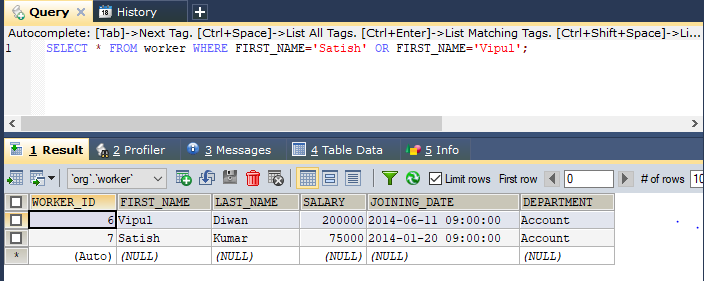 Query History
Autocomplete: [Tab]->Next Tag. [Ctrl+Space]->List All Tags. [Ctrl+Enter]->List Matching Tags. [Ctrl+Shift+Space]->Li...
1 SELECT * FROM worker WHERE FIRST_NAME='Satish' OR FIRST_NAME='Vipul';
1 Result 2 Profiler 3 Messages 4 Table Data 5 Info
`org`.`worker` Limit rows First row 0 # of rows 10
WORKER_ID FIRST_NAME LAST_NAME SALARY JOINING_DATE DEPARTMENT
6 Vipul Diwan 200000 2014-06-11 09:00:00 Account
7 Satish Kumar 75000 2014-01-20 09:00:00 Account
* (Auto) (NULL) (NULL) (NULL) (NULL) (NULL)